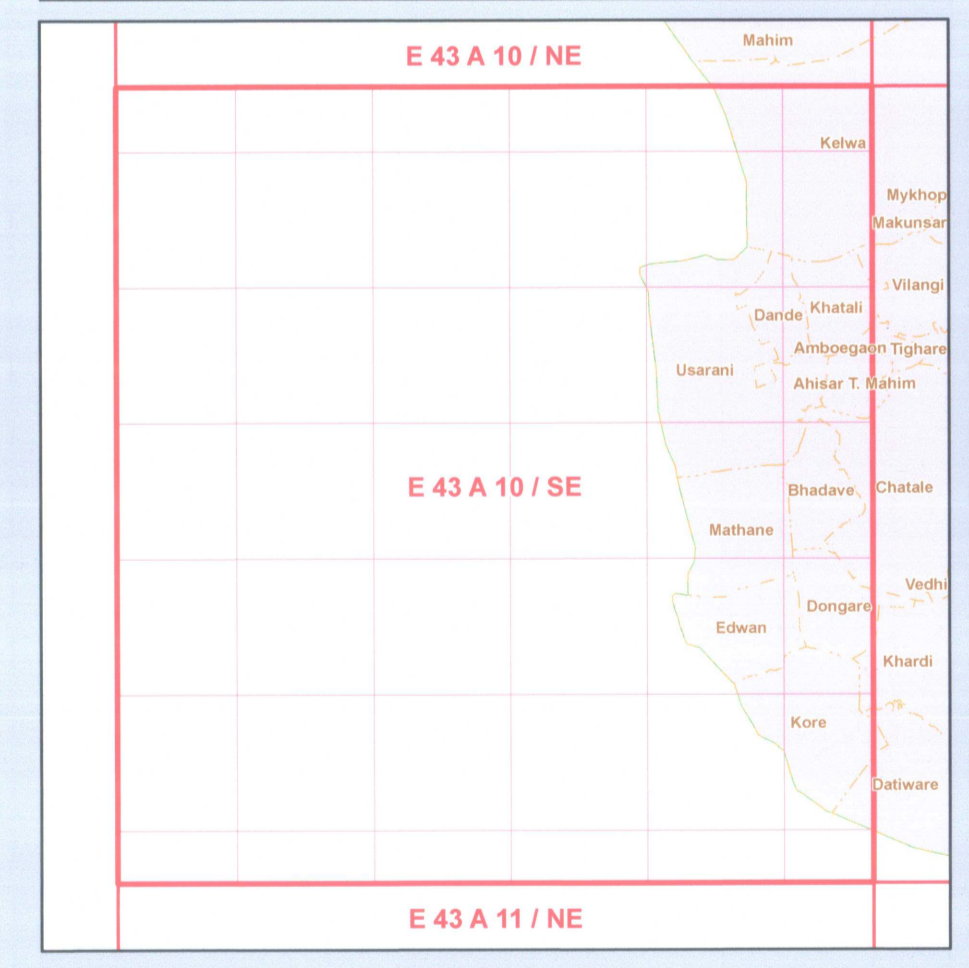 Mahim
E 43 A 10 / NE
Kelwa
Mykhop
Makunsar
Vilangi
Khatali
Dande
Amboegaon Tighare
Usarani
Ahisar T. Mahim
E 43 A 10 / SE
Bhadave
Chatale
Mathane
Vedhi
Dongare
Edwan
Khardi
Kore
Datiware
E 43 A 11 / NE